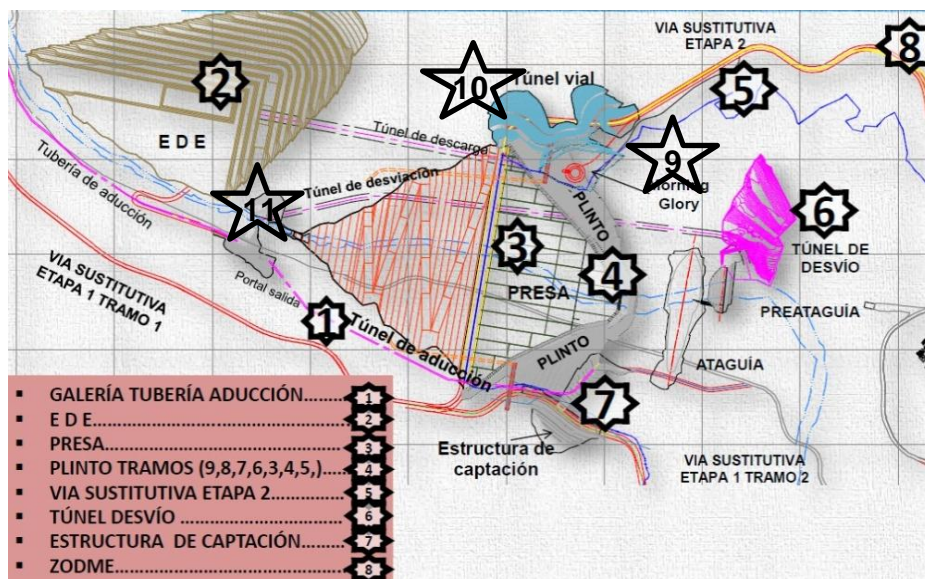 VIA SUSTITUTIVA
ETAPA 2
8
2
10
Túnel vial
5
E D E
Túnel de descarga
9
Morning
Glory
Tubería de aducción
Túnel de desviación
11
PLINTO
6
TÚNEL DE
DESVÍO
3
4
PRESA
VIA SUSTITUTIVA
ETAPA 1 TRAMO 1
Portal salida
1
Túnel de aducción
PREATAGUÍA
PLINTO
ATAGUÍA
7
Estructura de
captación
VIA SUSTITUTIVA
ETAPA 1 TRAMO 2
▪ GALERÍA TUBERÍA ADUCCIÓN........ 1
▪ E D E.................................................. 2
▪ PRESA................................................ 3
▪ PLINTO TRAMOS (9,8,7,6,3,4,5,).... 4
▪ VIA SUSTITUTIVA ETAPA 2............. 5
▪ TÚNEL DESVÍO ................................ 6
▪ ESTRUCTURA DE CAPTACIÓN......... 7
▪ ZODME.............................................. 8